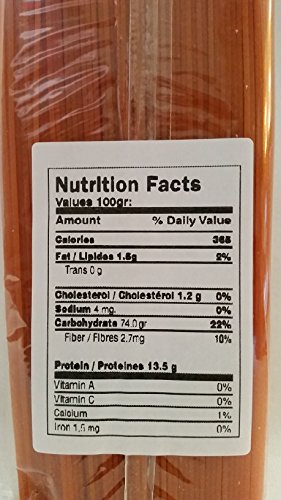 Nutrition Facts
Values 100gr:
Amount % Daily Value
Calories 365
Fat / Lipides 1.5g 2%
Trans 0 g
Cholesterol / Cholestérol 1.2 g 0%
Sodium 4 mg. 0%
Carbohydrate 74.0gr 22%
Fiber / Fibres 2.7mg 10%
Protein / Proteines 13.5 g
Vitamin A 0%
Vitamin C 0%
Calcium 1%
Iron 1,5 mg 0%